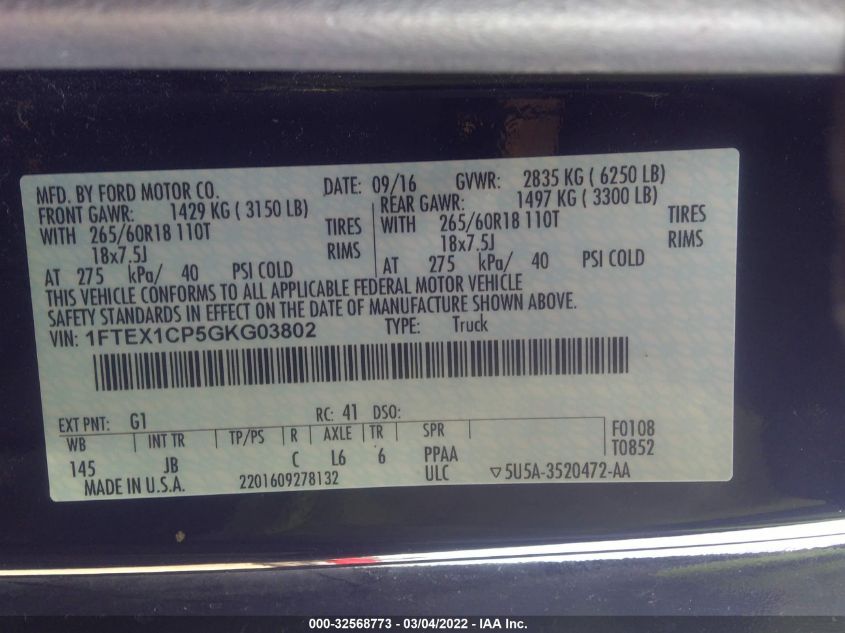 MFD. BY FORD MOTOR CO. DATE: 09/16 GVWR: 2835 KG ( 6250 LB)
FRONT GAWR: 1429 KG ( 3150 LB) REAR GAWR: 1497 KG ( 3300 LB)
WITH 265/60R18 110T TIRES WITH 265/60R18 110T TIRES
18x7.5J RIMS 18x7.5J RIMS
AT 275 kPa/ 40 PSI COLD AT 275 kPa/ 40 PSI COLD
THIS VEHICLE CONFORMS TO ALL APPLICABLE FEDERAL MOTOR VEHICLE
SAFETY STANDARDS IN EFFECT ON THE DATE OF MANUFACTURE SHOWN ABOVE.
VIN: 1FTEX1CP5GKG03802 TYPE: Truck
EXT PNT: G1 RC: 41 DSO: F0108
WB INT TR TP/PS R AXLE TR SPR T0852
145 JB C L6 6 PPAA
MADE IN U.S.A. 2201609278132 ULC ▽5U5A-3520472-AA
000-32568773 - 03/04/2022 - IAA Inc.